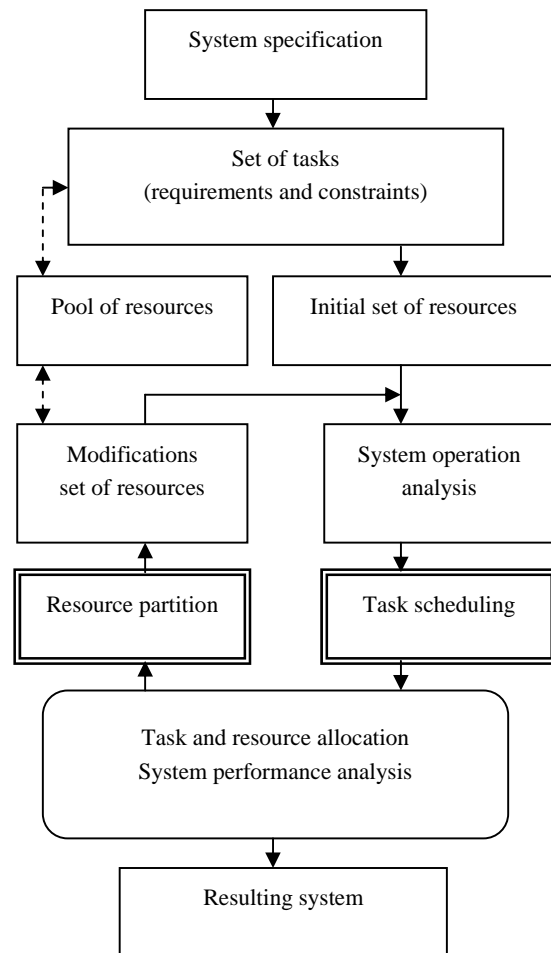 System specification
Set of tasks
(requirements and constraints)
Pool of resources
Initial set of resources
Modifications
set of resources
System operation
analysis
Resource partition
Task scheduling
Task and resource allocation
System performance analysis
Resulting system